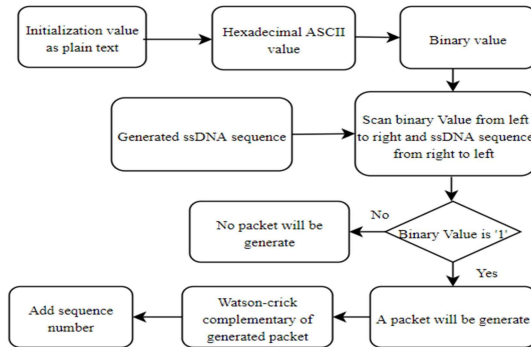 Initialization value
as plain text
Hexadecimal ASCII
value
Binary value
Generated ssDNA sequence
Scan binary Value from left
to right and ssDNA sequence
from right to left
No packet will be
generate
No
Binary Value is '1'
Yes
Add sequence
number
Watson-crick
complementary of
generated packet
A packet will be generate